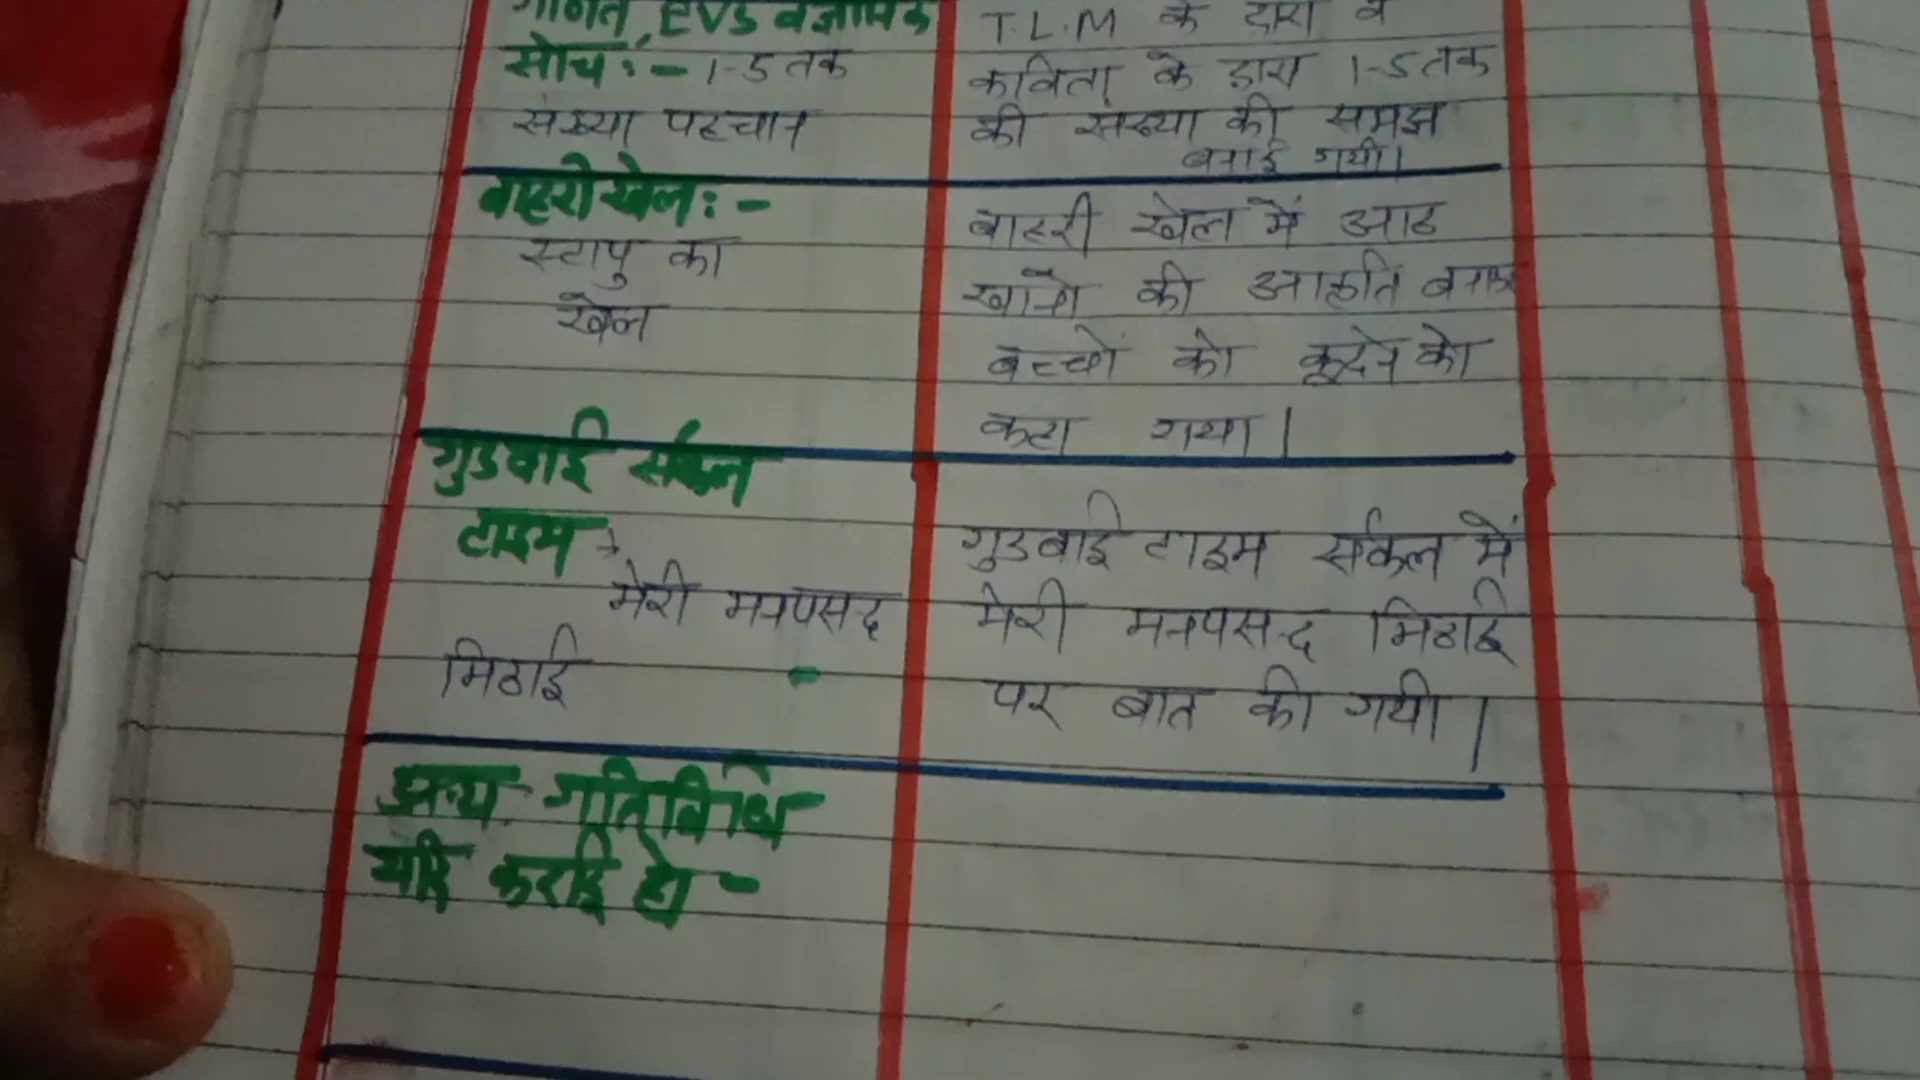 गणित, EVS वैज्ञानिक
सोच :- 1-5 तक
संख्या पहचान
T.L.M के द्वारा व
कविता के द्वारा 1-5 तक
की संख्या की समझ
बनाई गयी।
बाहरी खेल :-
स्टापु का
खेल
बाहरी खेल में आठ
खानो की आकृति बनाकर
बच्चों को कूदने को
कहा गया।
गुडबाई सर्कल
टाइम →
मेरी मनपसन्द
मिठाई -
गुडबाई टाइम सर्कल में
मेरी मनपसन्द मिठाई
पर बात की गयी।
अन्य गतिविधि
यदि कराई हो -